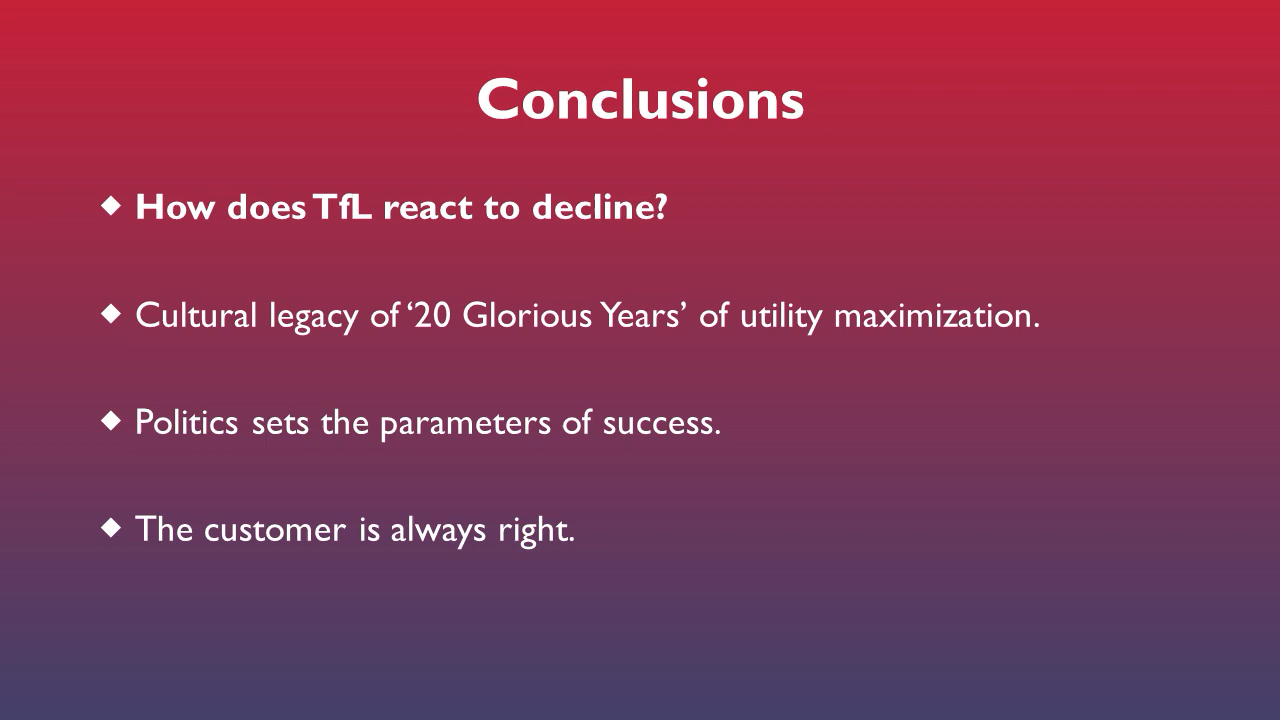 Conclusions
◆ How does TfL react to decline?
◆ Cultural legacy of ‘20 Glorious Years’ of utility maximization.
◆ Politics sets the parameters of success.
◆ The customer is always right.